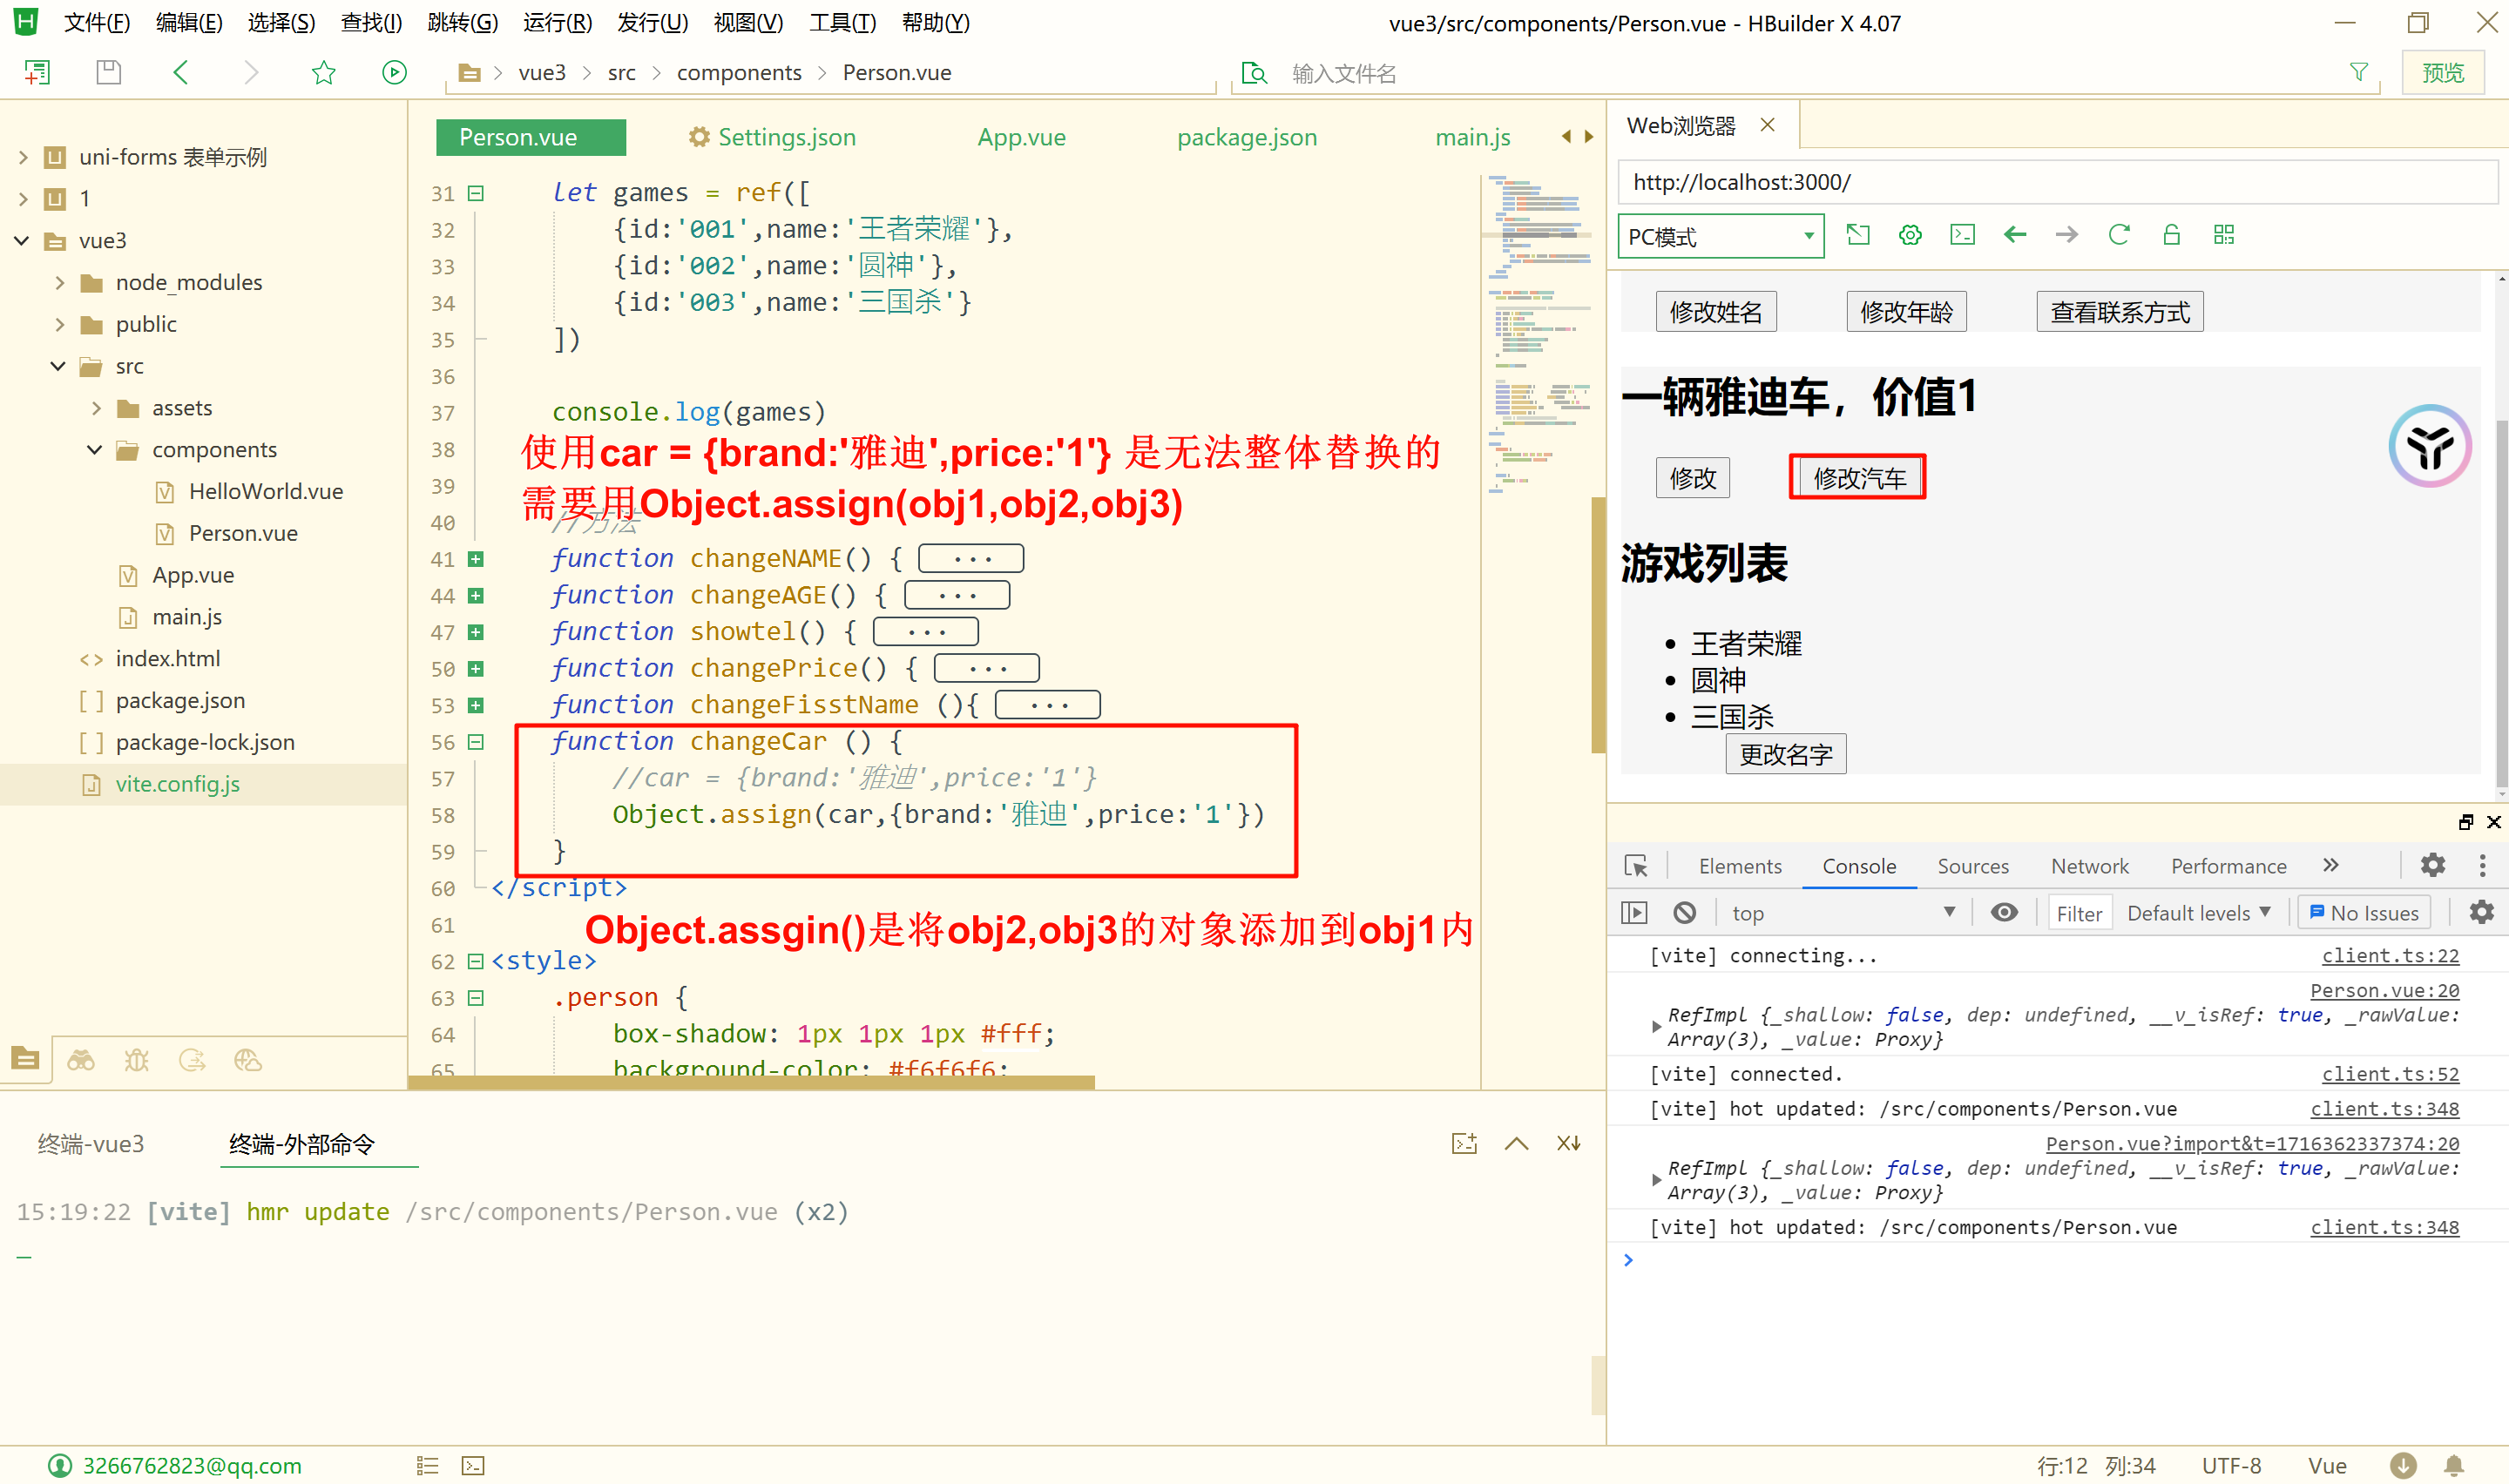 文件(F) 编辑(E) 选择(S) 查找(I) 跳转(G) 运行(R) 发行(U) 视图(V) 工具(T) 帮助(Y)
vue3/src/components/Person.vue - HBuilder X 4.07
vue3 src components Person.vue
输入文件名
预览
uni-forms 表单示例
1
vue3
node_modules
public
src
assets
components
HelloWorld.vue
Person.vue
App.vue
main.js
index.html
package.json
package-lock.json
vite.config.js
Person.vue Settings.json App.vue package.json main.js
31 let games = ref([
32 {id:'001',name:'王者荣耀'},
33 {id:'002',name:'圆神'},
34 {id:'003',name:'三国杀'}
35 ])
36
37 console.log(games)
38
使用car = {brand:'雅迪',price:'1'} 是无法整体替换的
39
需要用Object.assign(obj1,obj2,obj3)
40 //方法
41 function changeNAME() { ...
44 function changeAGE() { ...
47 function showtel() { ...
50 function changePrice() { ...
53 function changeFisstName (){ ...
56 function changeCar () {
57 //car = {brand:'雅迪',price:'1'}
58 Object.assign(car,{brand:'雅迪',price:'1'})
59 }
60 </script>
61
Object.assgin()是将obj2,obj3的对象添加到obj1内
62 <style>
63 .person {
64 box-shadow: 1px 1px 1px #fff;
65 background-color: #f6f6f6;
Web浏览器
http://localhost:3000/
PC模式
修改姓名 修改年龄 查看联系方式
一辆雅迪车，价值1
修改 修改汽车
游戏列表
王者荣耀
圆神
三国杀
更改名字
Elements Console Sources Network Performance
top Filter Default levels No Issues
[vite] connecting... client.ts:22
Person.vue:20
RefImpl {_shallow: false, dep: undefined, __v_isRef: true, _rawValue:
Array(3), _value: Proxy}
[vite] connected. client.ts:52
[vite] hot updated: /src/components/Person.vue client.ts:348
Person.vue?import&t=1716362337374:20
RefImpl {_shallow: false, dep: undefined, __v_isRef: true, _rawValue:
Array(3), _value: Proxy}
[vite] hot updated: /src/components/Person.vue client.ts:348
终端-vue3 终端-外部命令
15:19:22 [vite] hmr update /src/components/Person.vue (x2)
3266762823@qq.com
行:12 列:34 UTF-8 Vue